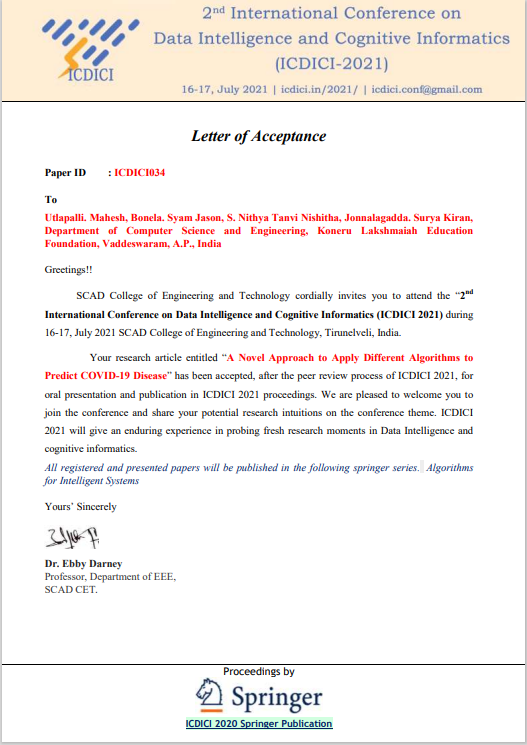 ICDICI
2nd International Conference on
Data Intelligence and Cognitive Informatics
(ICDICI-2021)
16-17, July 2021 | icdici.in/2021/ | icdici.conf@gmail.com
Letter of Acceptance
Paper ID : ICDICI034
To
Utlapalli. Mahesh, Bonela. Syam Jason, S. Nithya Tanvi Nishitha, Jonnalagadda. Surya Kiran,
Department of Computer Science and Engineering, Koneru Lakshmaiah Education
Foundation, Vaddeswaram, A.P., India
Greetings!!
SCAD College of Engineering and Technology cordially invites you to attend the “2nd
International Conference on Data Intelligence and Cognitive Informatics (ICDICI 2021) during
16-17, July 2021 SCAD College of Engineering and Technology, Tirunelveli, India.
Your research article entitled “A Novel Approach to Apply Different Algorithms to
Predict COVID-19 Disease” has been accepted, after the peer review process of ICDICI 2021, for
oral presentation and publication in ICDICI 2021 proceedings. We are pleased to welcome you to
join the conference and share your potential research intuitions on the conference theme. ICDICI
2021 will give an enduring experience in probing fresh research moments in Data Intelligence and
cognitive informatics.
All registered and presented papers will be published in the following springer series. Algorithms
for Intelligent Systems
Yours’ Sincerely
Dr. Ebby Darney
Professor, Department of EEE,
SCAD CET.
Proceedings by
Springer
ICDICI 2020 Springer Publication